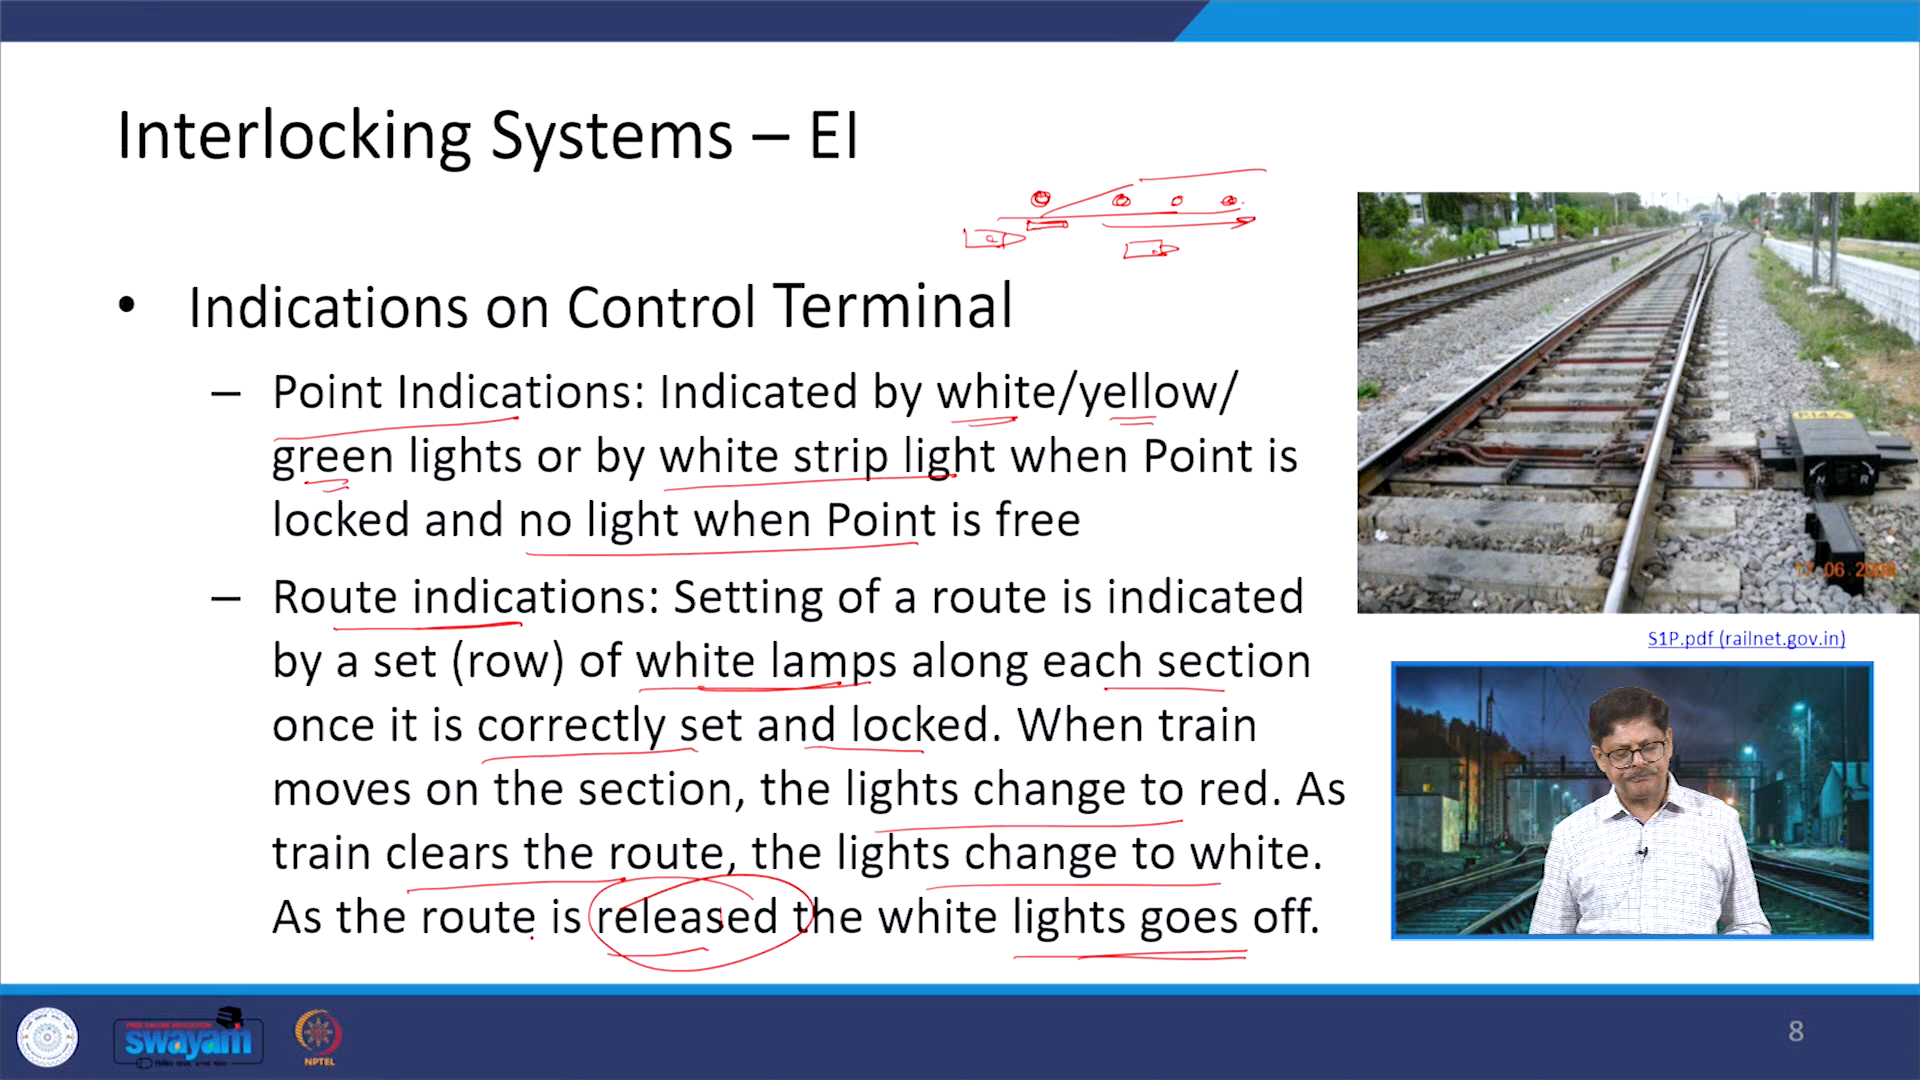 Interlocking Systems – EI
• Indications on Control Terminal
– Point Indications: Indicated by white/yellow/
green lights or by white strip light when Point is
locked and no light when Point is free
– Route indications: Setting of a route is indicated
by a set (row) of white lamps along each section
once it is correctly set and locked. When train
moves on the section, the lights change to red. As
train clears the route, the lights change to white.
As the route is released the white lights goes off.
N R
S1P.pdf (railnet.gov.in)
FREE ONLINE EDUCATION
swayam
NPTEL
8